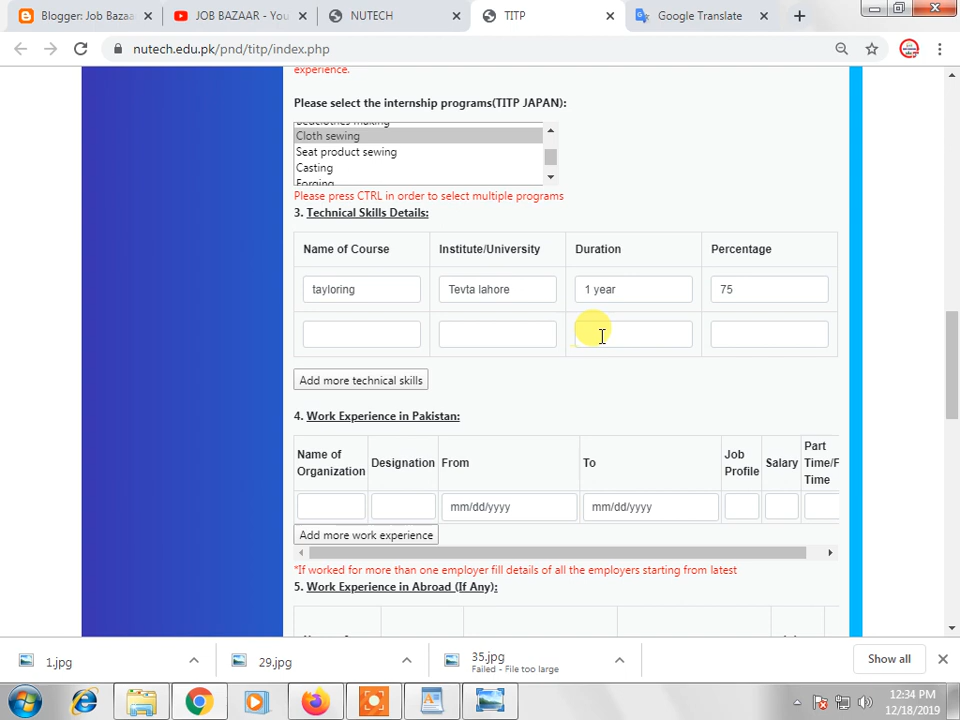 Blogger: Job Bazaa
JOB BAZAAR - You
NUTECH
TITP
Google Translate
nutech.edu.pk/pnd/titp/index.php
experience.
Please select the internship programs(TITP JAPAN):
Bedclothes making
Cloth sewing
Seat product sewing
Casting
Forging
Please press CTRL in order to select multiple programs
3. Technical Skills Details:
Name of Course Institute/University Duration Percentage
tayloring Tevta lahore 1 year 75
Add more technical skills
4. Work Experience in Pakistan:
Name of Organization Designation From To Job Profile Salary Part Time/F Time
mm/dd/yyyy mm/dd/yyyy
Add more work experience
*If worked for more than one employer fill details of all the employers starting from latest
5. Work Experience in Abroad (If Any):
1.jpg
29.jpg
35.jpg
Failed - File too large
Show all
12:34 PM
12/18/2019